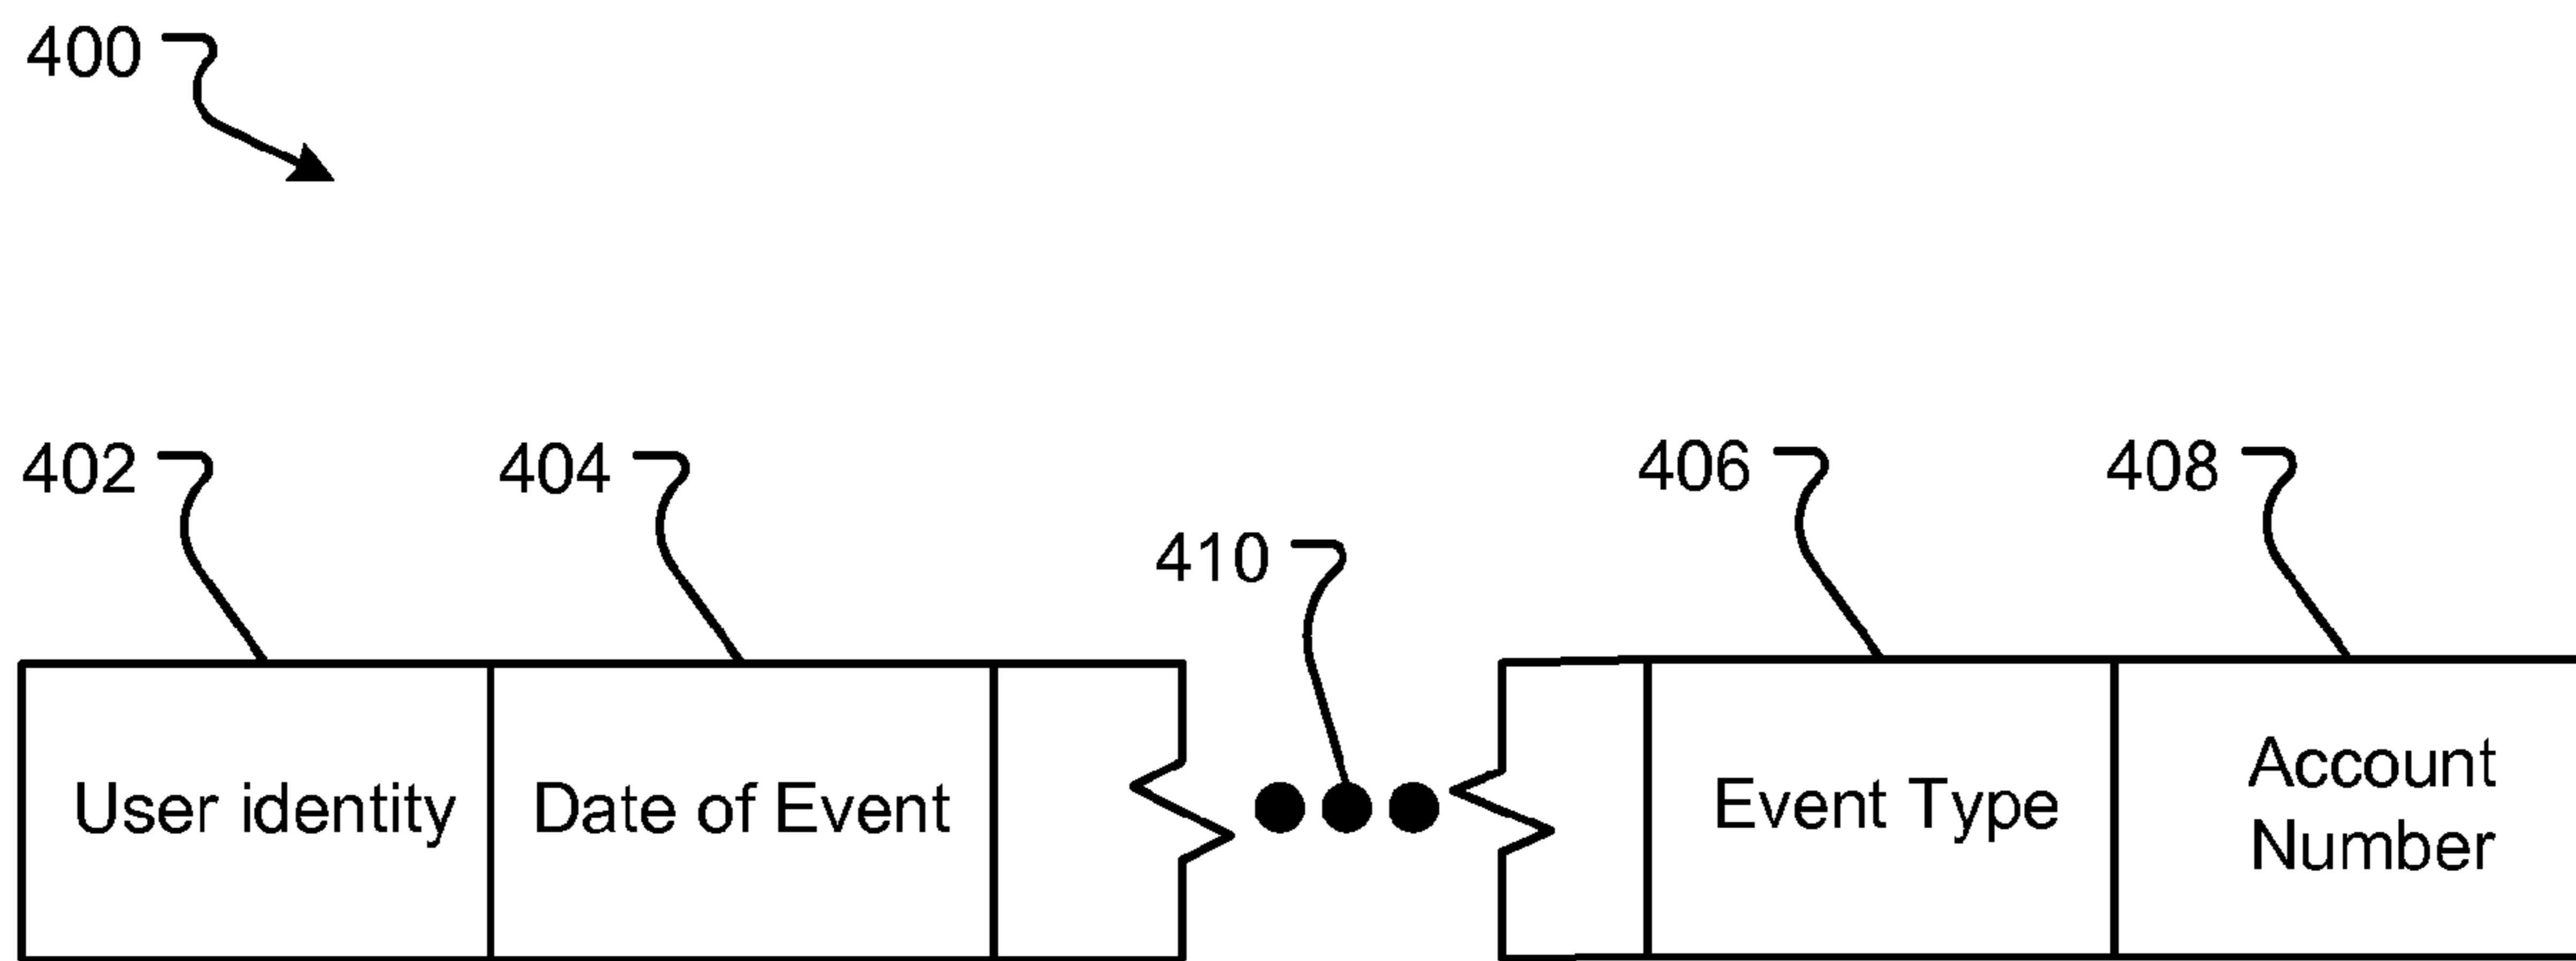 400
402
404
406
408
410
User identity
Date of Event
Event Type
Account
Number